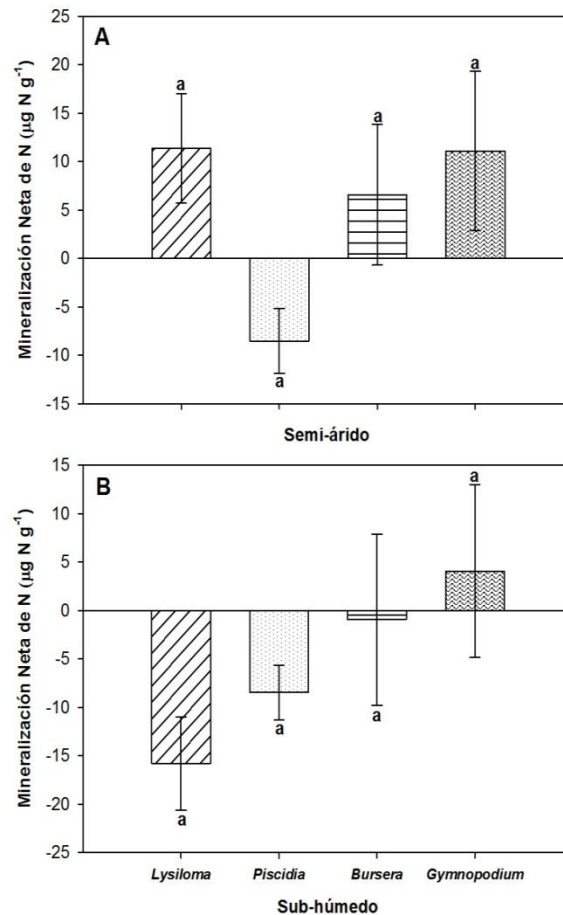 A
Mineralización Neta de N (µg N g-1)
25
20
15
10
5
0
-5
-10
-15
a
a
a
a
Semi-árido
B
Mineralización Neta de N (µg N g-1)
15
10
5
0
-5
-10
-15
-20
-25
a
a
a
a
Lysiloma Piscidia Bursera Gymnopodium
Sub-húmedo